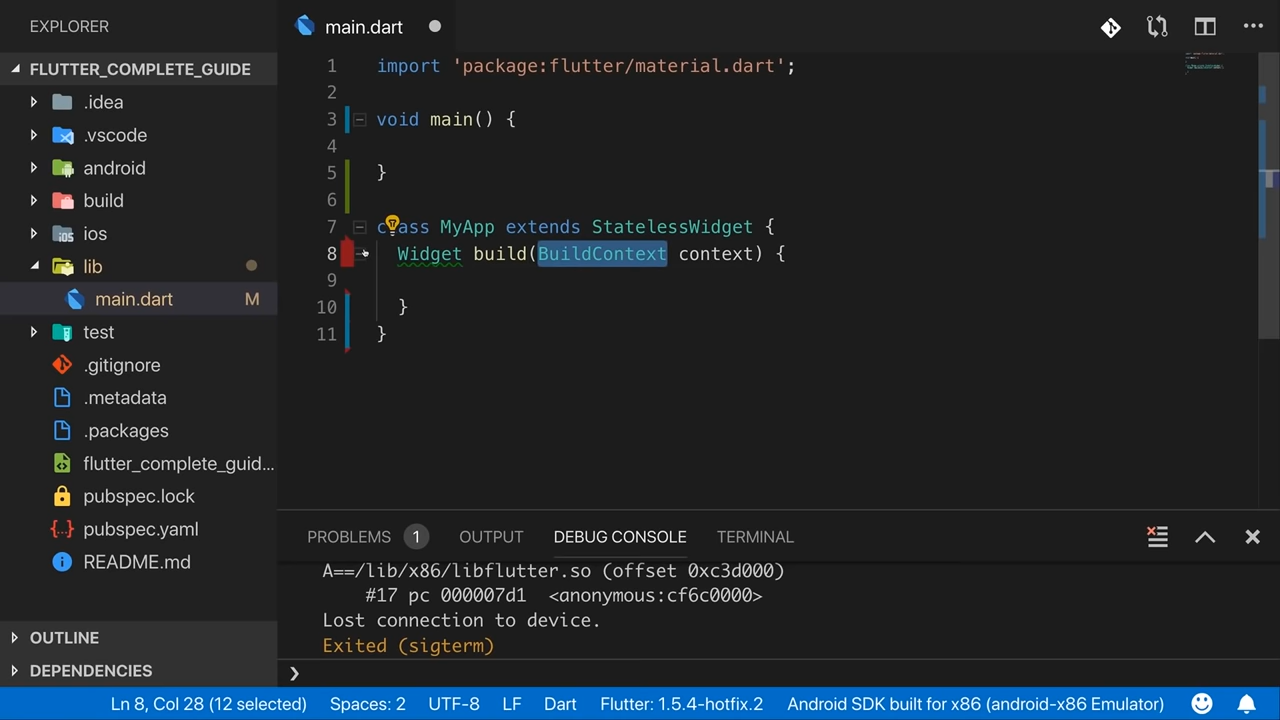 EXPLORER
FLUTTER_COMPLETE_GUIDE
.idea
.vscode
android
build
ios
lib
main.dart M
test
.gitignore
.metadata
.packages
flutter_complete_guid...
pubspec.lock
pubspec.yaml
README.md
OUTLINE
DEPENDENCIES
main.dart
1 import 'package:flutter/material.dart';
2
3 void main() {
4
5 }
6
7 class MyApp extends StatelessWidget {
8 Widget build(BuildContext context) {
9
10 }
11 }
PROBLEMS 1 OUTPUT DEBUG CONSOLE TERMINAL
A==/lib/x86/libflutter.so (offset 0xc3d000)
#17 pc 000007d1 <anonymous:cf6c0000>
Lost connection to device.
Exited (sigterm)
❯
Ln 8, Col 28 (12 selected) Spaces: 2 UTF-8 LF Dart Flutter: 1.5.4-hotfix.2 Android SDK built for x86 (android-x86 Emulator)